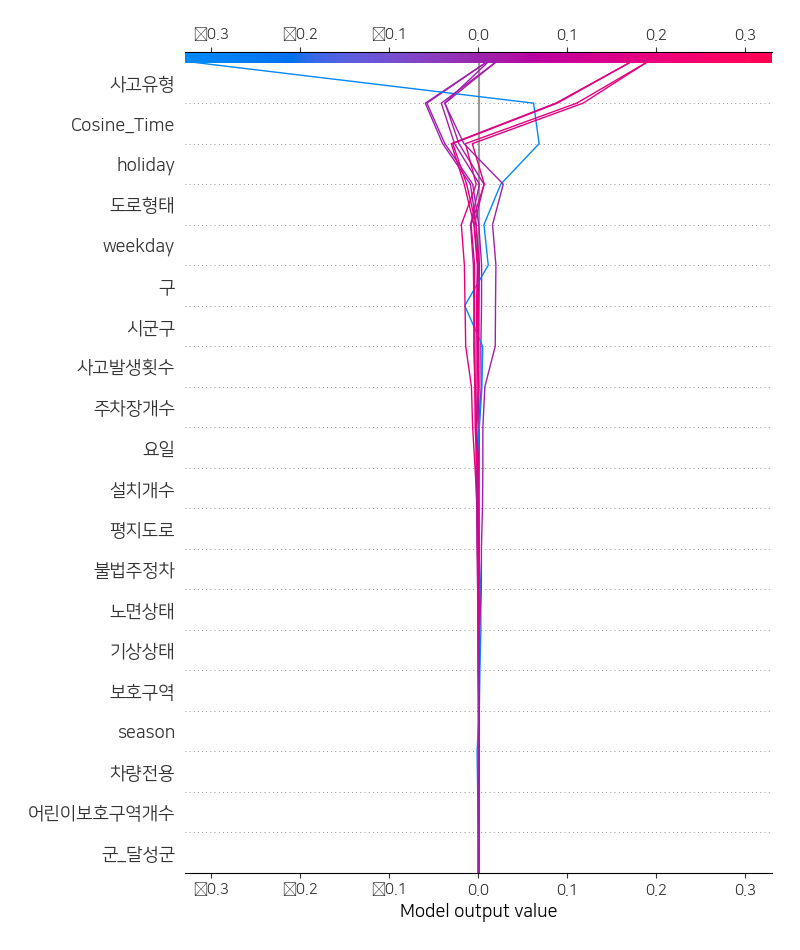 0.3 0.2 0.1 0.0 0.1 0.2 0.3
사고유형
Cosine_Time
holiday
도로형태
weekday
구
시군구
사고발생횟수
주차장개수
요일
설치개수
평지도로
불법주정차
노면상태
기상상태
보호구역
season
차량전용
어린이보호구역개수
군_달성군
0.3 0.2 0.1 0.0 0.1 0.2 0.3
Model output value